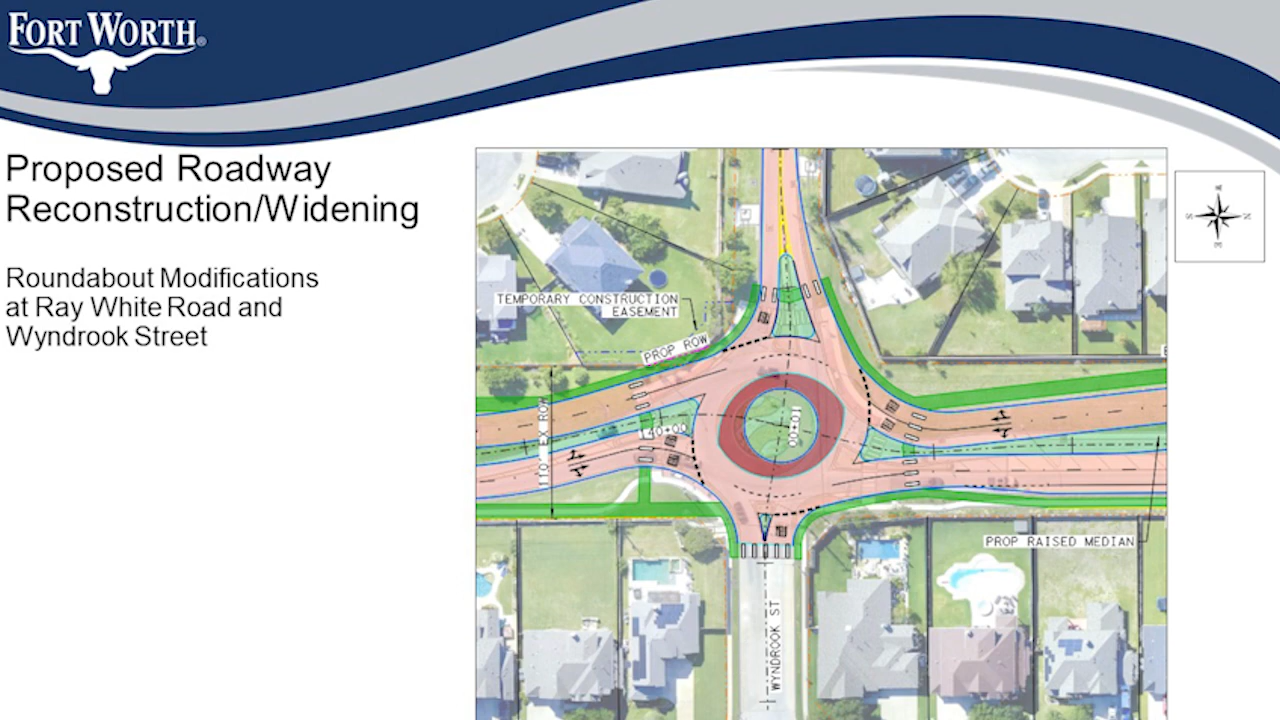 FORT WORTH®
Proposed Roadway
Reconstruction/Widening
Roundabout Modifications
at Ray White Road and
Wyndrook Street
TEMPORARY CONSTRUCTION
EASEMENT
PROP ROW
110' EX ROW
140+00
10+00
PROP RAISED MEDIAN
WYNDROOK ST
S
N
E